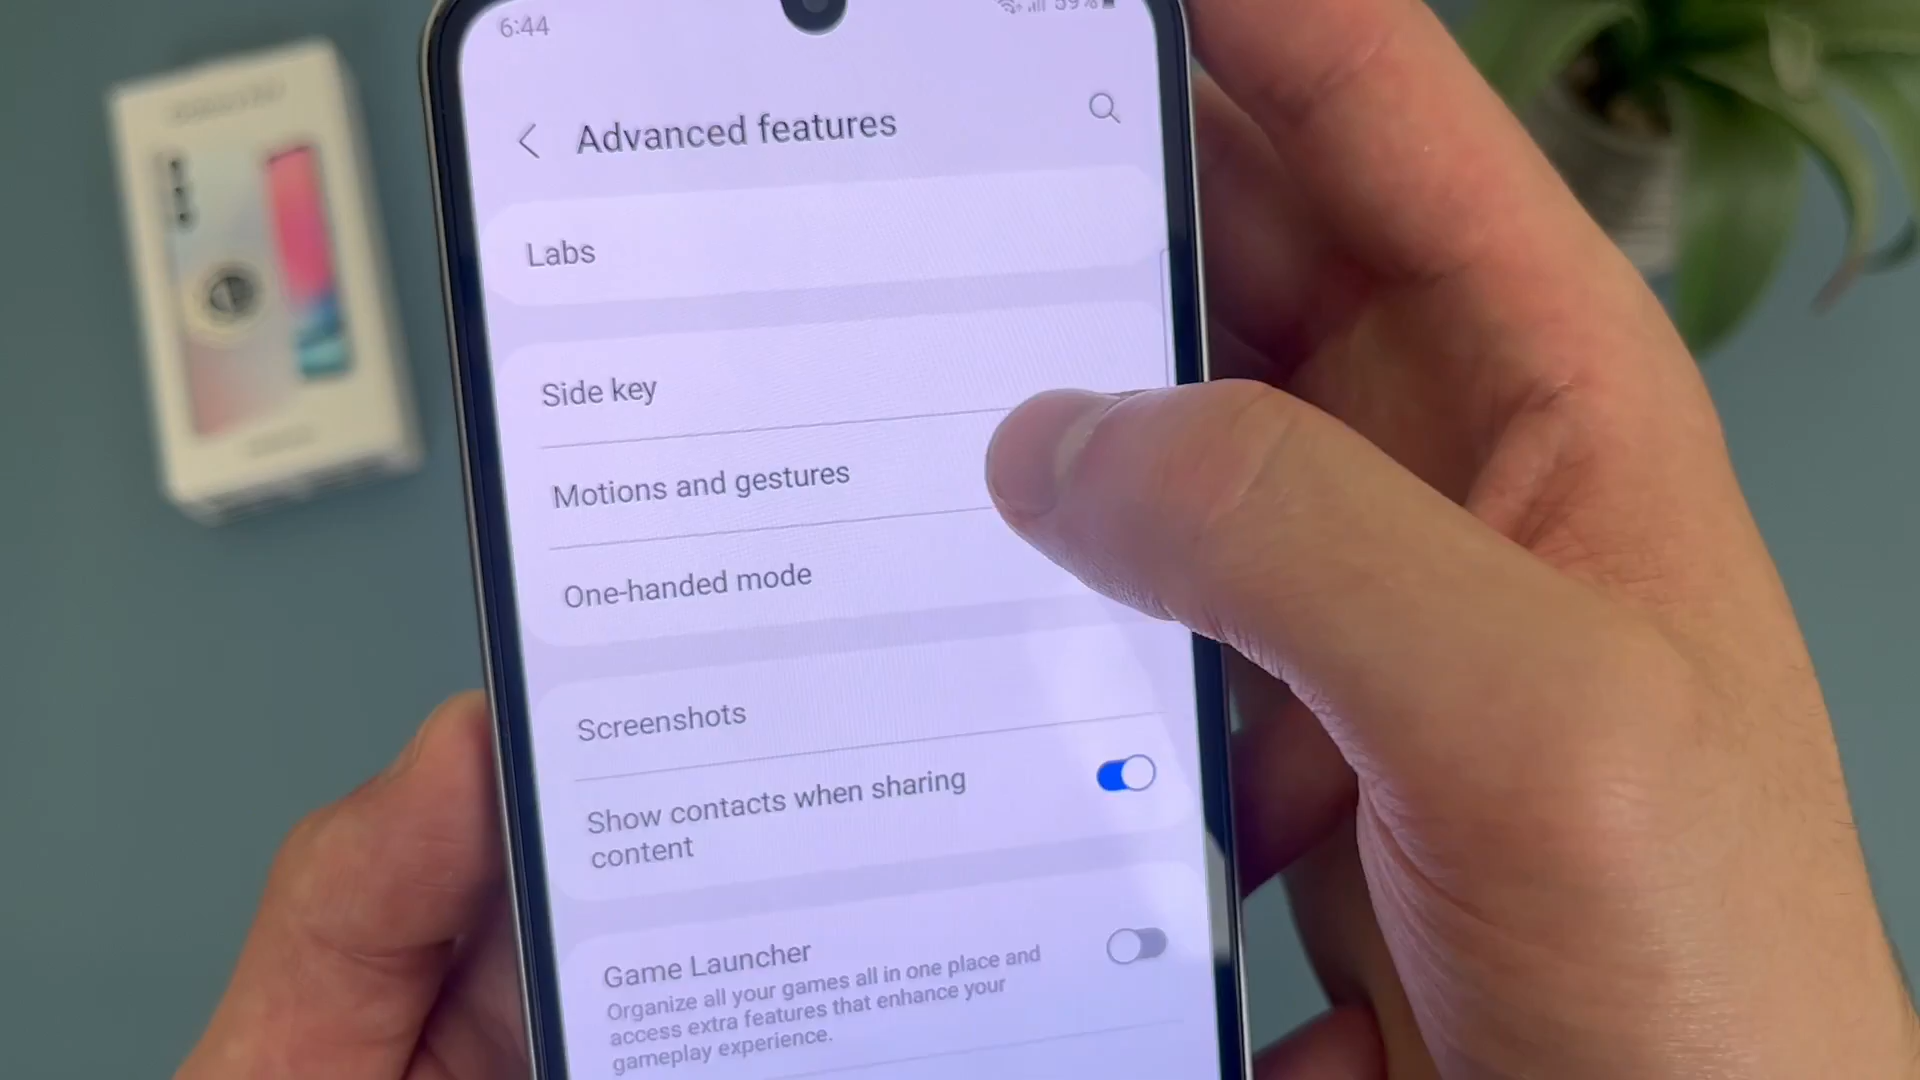 6:44
59%
Advanced features
Labs
Side key
Motions and gestures
One-handed mode
Screenshots
Show contacts when sharing
content
Game Launcher
Organize all your games all in one place and
access extra features that enhance your
gameplay experience.